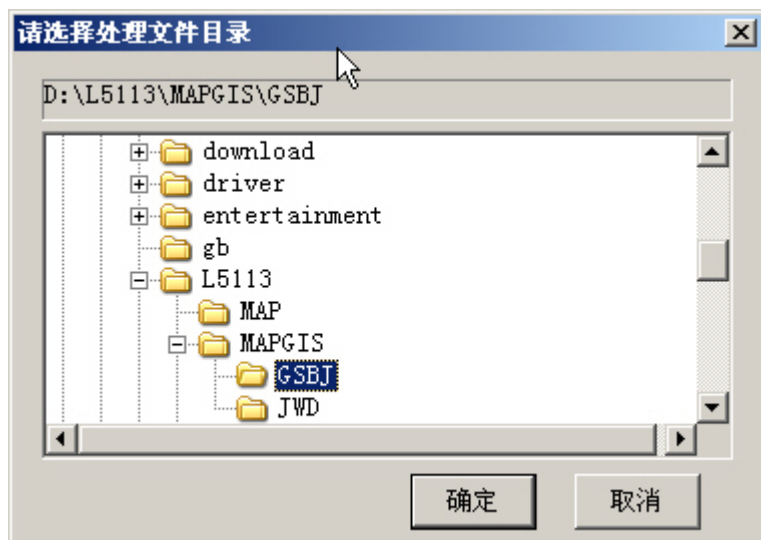 请选择处理文件目录
D:\L5113\MAPGIS\GSBJ
download
driver
entertainment
gb
L5113
MAP
MAPGIS
GSBJ
JWD
确定 取消